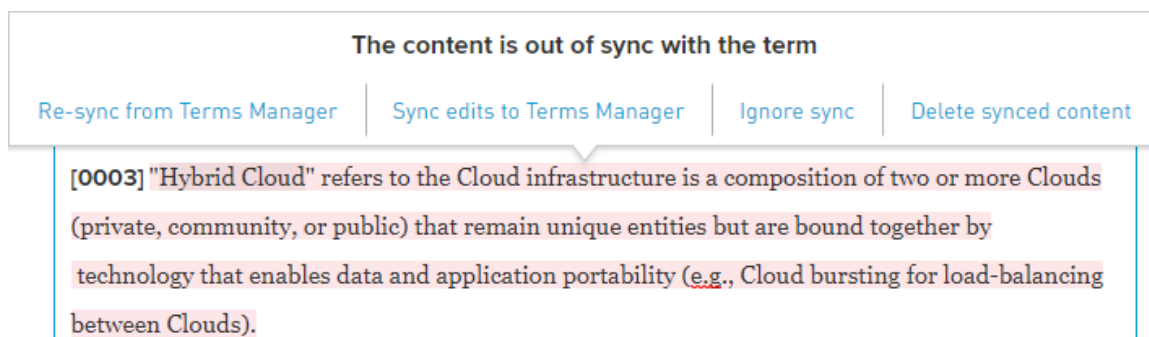 The content is out of sync with the term
Re-sync from Terms Manager Sync edits to Terms Manager Ignore sync Delete synced content
[0003] "Hybrid Cloud" refers to the Cloud infrastructure is a composition of two or more Clouds
(private, community, or public) that remain unique entities but are bound together by
technology that enables data and application portability (e.g., Cloud bursting for load-balancing
between Clouds).